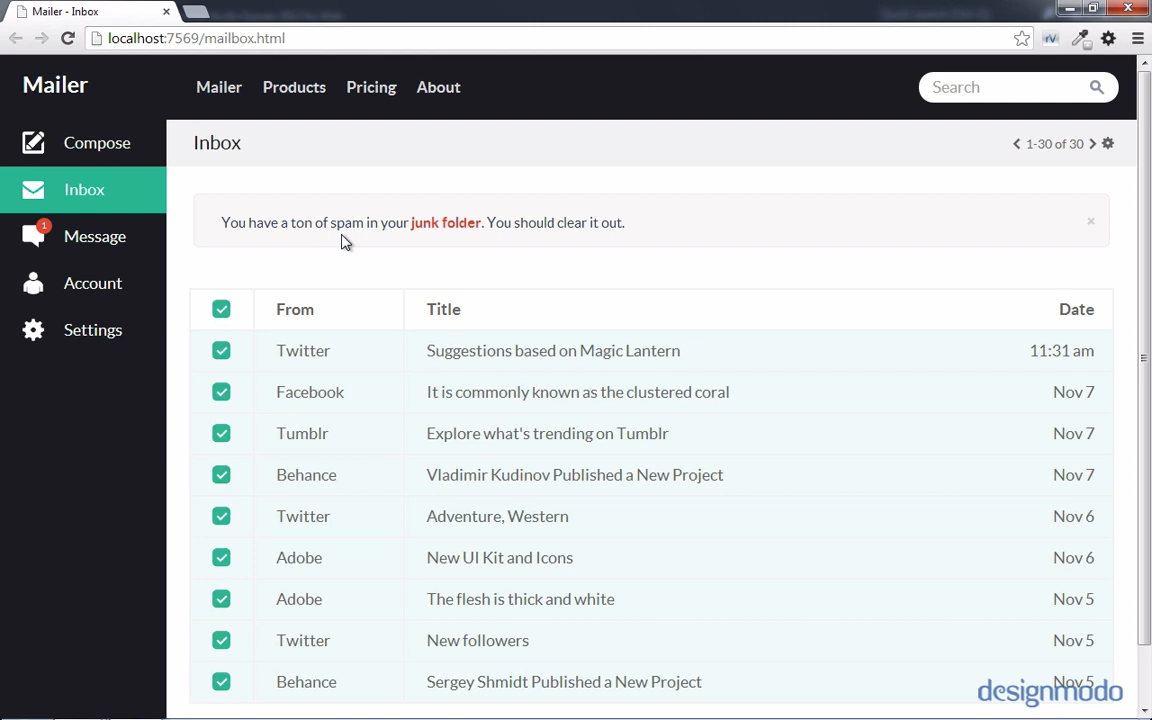 Mailer - Inbox
localhost:7569/mailbox.html
Mailer
Mailer Products Pricing About
Search
Compose
Inbox
1
Message
Account
Settings
Inbox
1-30 of 30
You have a ton of spam in your junk folder. You should clear it out.
From Title Date
Twitter Suggestions based on Magic Lantern 11:31 am
Facebook It is commonly known as the clustered coral Nov 7
Tumblr Explore what's trending on Tumblr Nov 7
Behance Vladimir Kudinov Published a New Project Nov 7
Twitter Adventure, Western Nov 6
Adobe New UI Kit and Icons Nov 6
Adobe The flesh is thick and white Nov 5
Twitter New followers Nov 5
Behance Sergey Shmidt Published a New Project Nov 5
designmodo